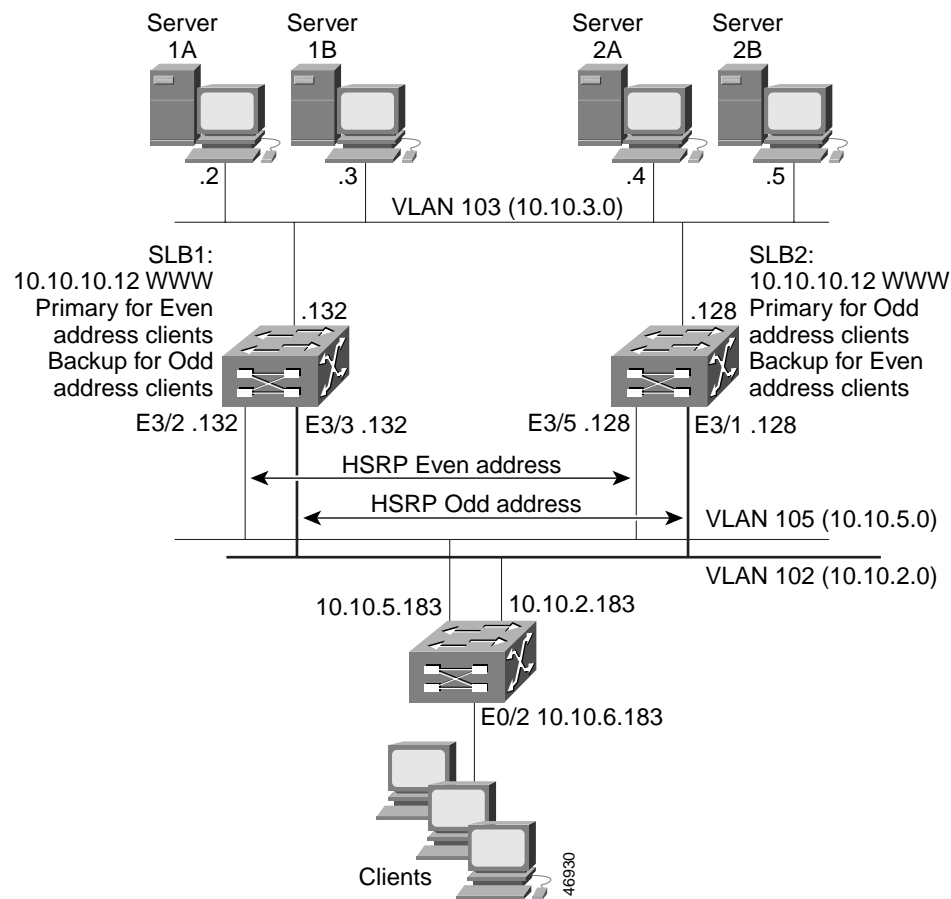 Server
1A
Server
1B
Server
2A
Server
2B
.2
.3
.4
.5
VLAN 103 (10.10.3.0)
SLB1:
10.10.10.12 WWW
Primary for Even
address clients
Backup for Odd
address clients
.132
.128
SLB2:
10.10.10.12 WWW
Primary for Odd
address clients
Backup for Even
address clients
E3/2 .132
E3/3 .132
E3/5 .128
E3/1 .128
HSRP Even address
HSRP Odd address
VLAN 105 (10.10.5.0)
VLAN 102 (10.10.2.0)
10.10.5.183
10.10.2.183
E0/2 10.10.6.183
Clients
46930